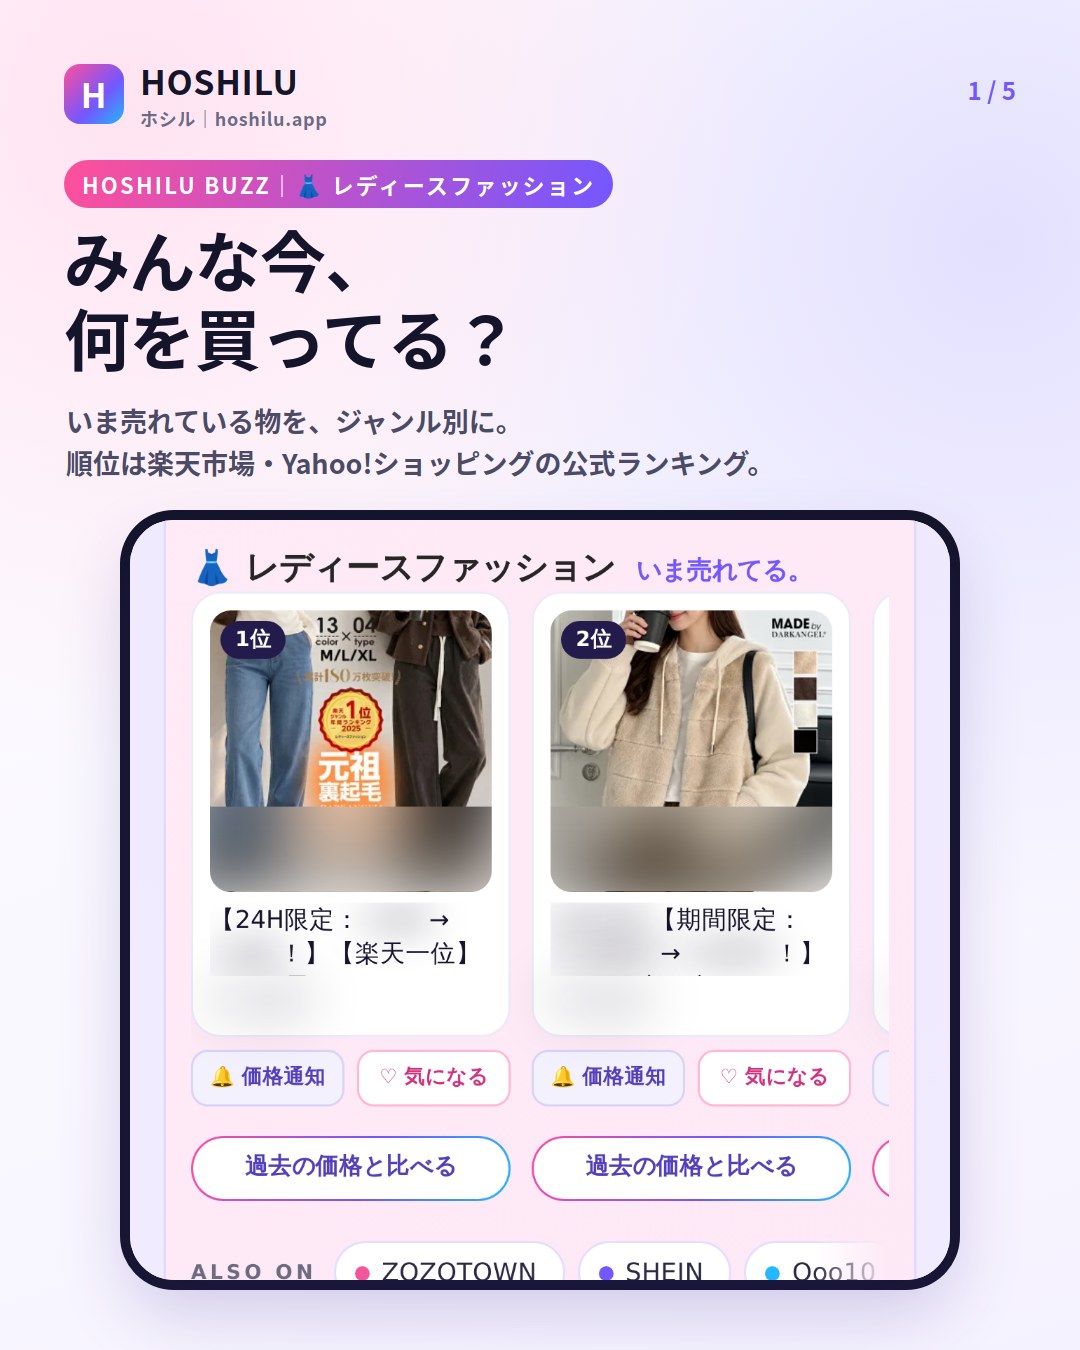 H
HOSHILU
ホシル｜hoshilu.app
1 / 5
HOSHILU BUZZ｜👗 レディースファッション
みんな今、
何を買ってる？
いま売れている物を、ジャンル別に。
順位は楽天市場・Yahoo!ショッピングの公式ランキング。
👗 レディースファッション いま売れてる。
1位
13 color × 04 type
M/L/XL
180万枚突破
1位
2025
元祖
裏起毛
2位
MADE by
DARKANGEL
【24H限定： →
！】【楽天一位】
【期間限定：
→ ！】
🔔 価格通知
♡ 気になる
🔔 価格通知
♡ 気になる
過去の価格と比べる
過去の価格と比べる
ALSO ON
ZOZOTOWN
SHEIN
Qoo10